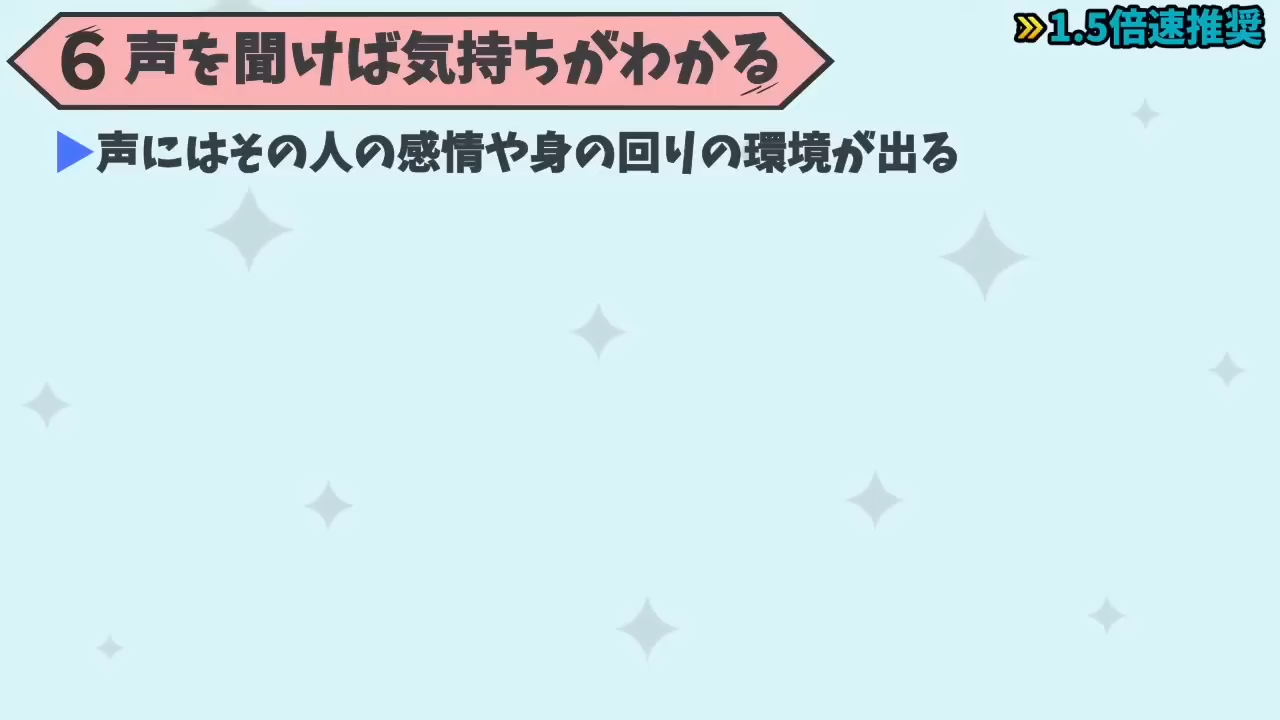 6 声を聞けば気持ちがわかる
1.5倍速推奨
▶声にはその人の感情や身の回りの環境が出る